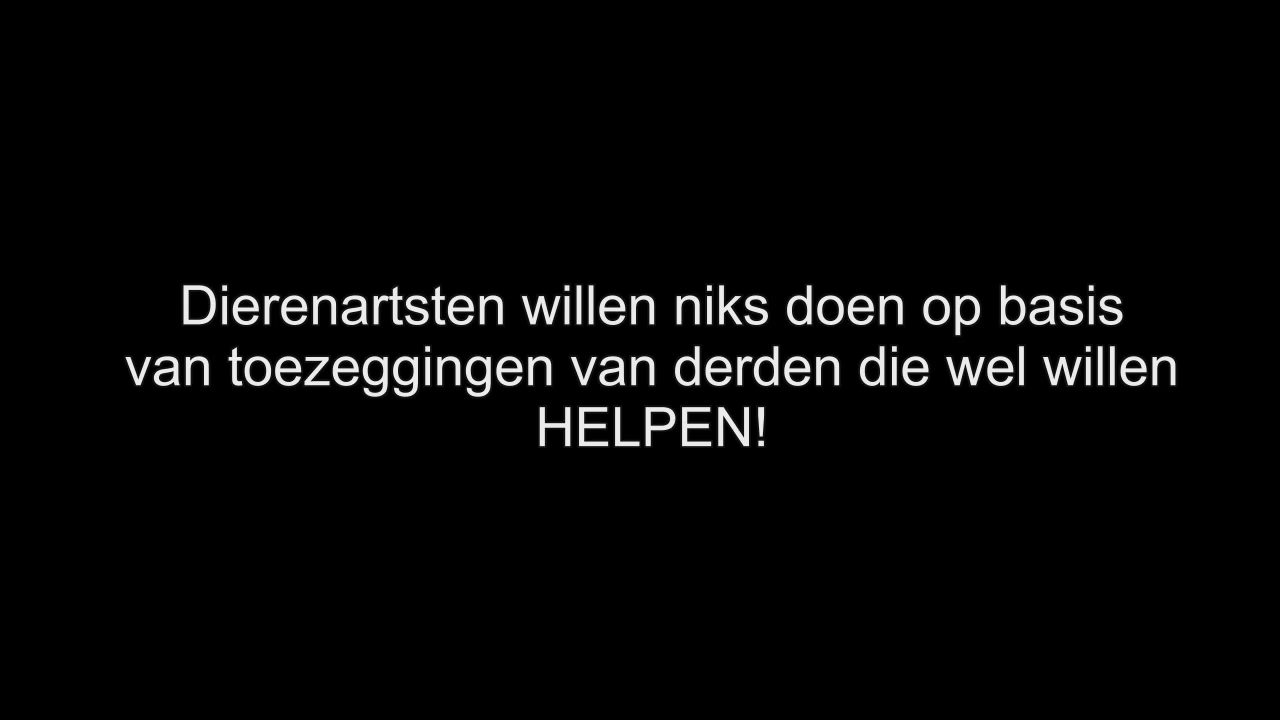 Dierenartsten willen niks doen op basis
van toezeggingen van derden die wel willen
HELPEN!